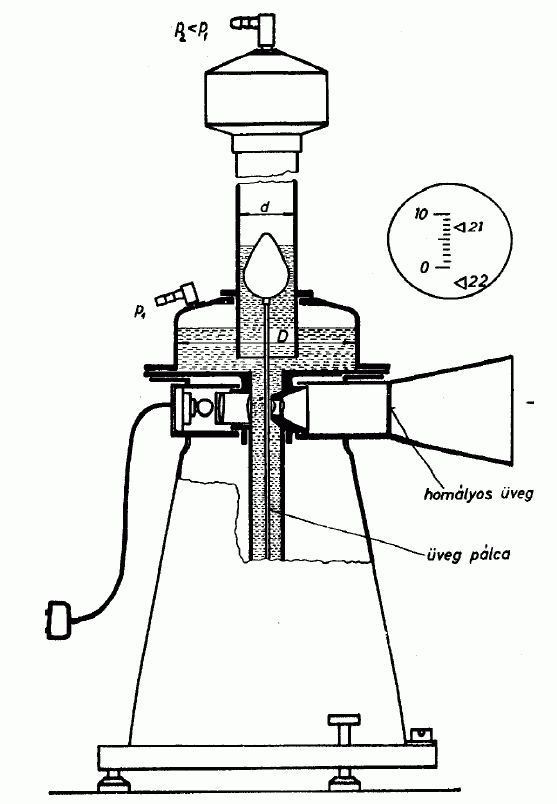 p₂<p₁
d
10
◁21
0
◁22
p₁
D
homályos üveg
üveg pálca